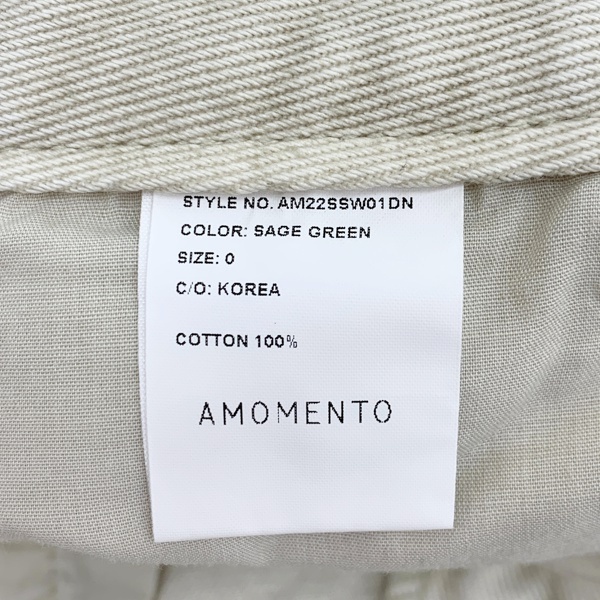 STYLE NO. AM22SSW01DN
COLOR: SAGE GREEN
SIZE: 0
C/O: KOREA
COTTON 100%
AMOMENTO